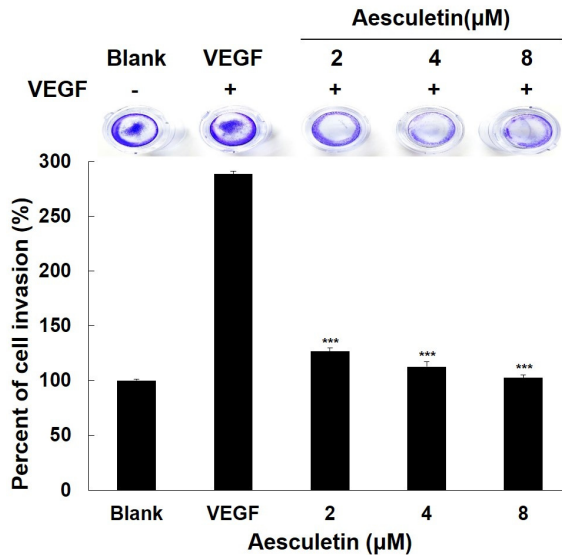 Aesculetin(µM)
Blank VEGF 2 4 8
VEGF - + + + +
300
250
200
150
100
50
0
Percent of cell invasion (%)
*** *** ***
Blank VEGF 2 4 8
Aesculetin (µM)